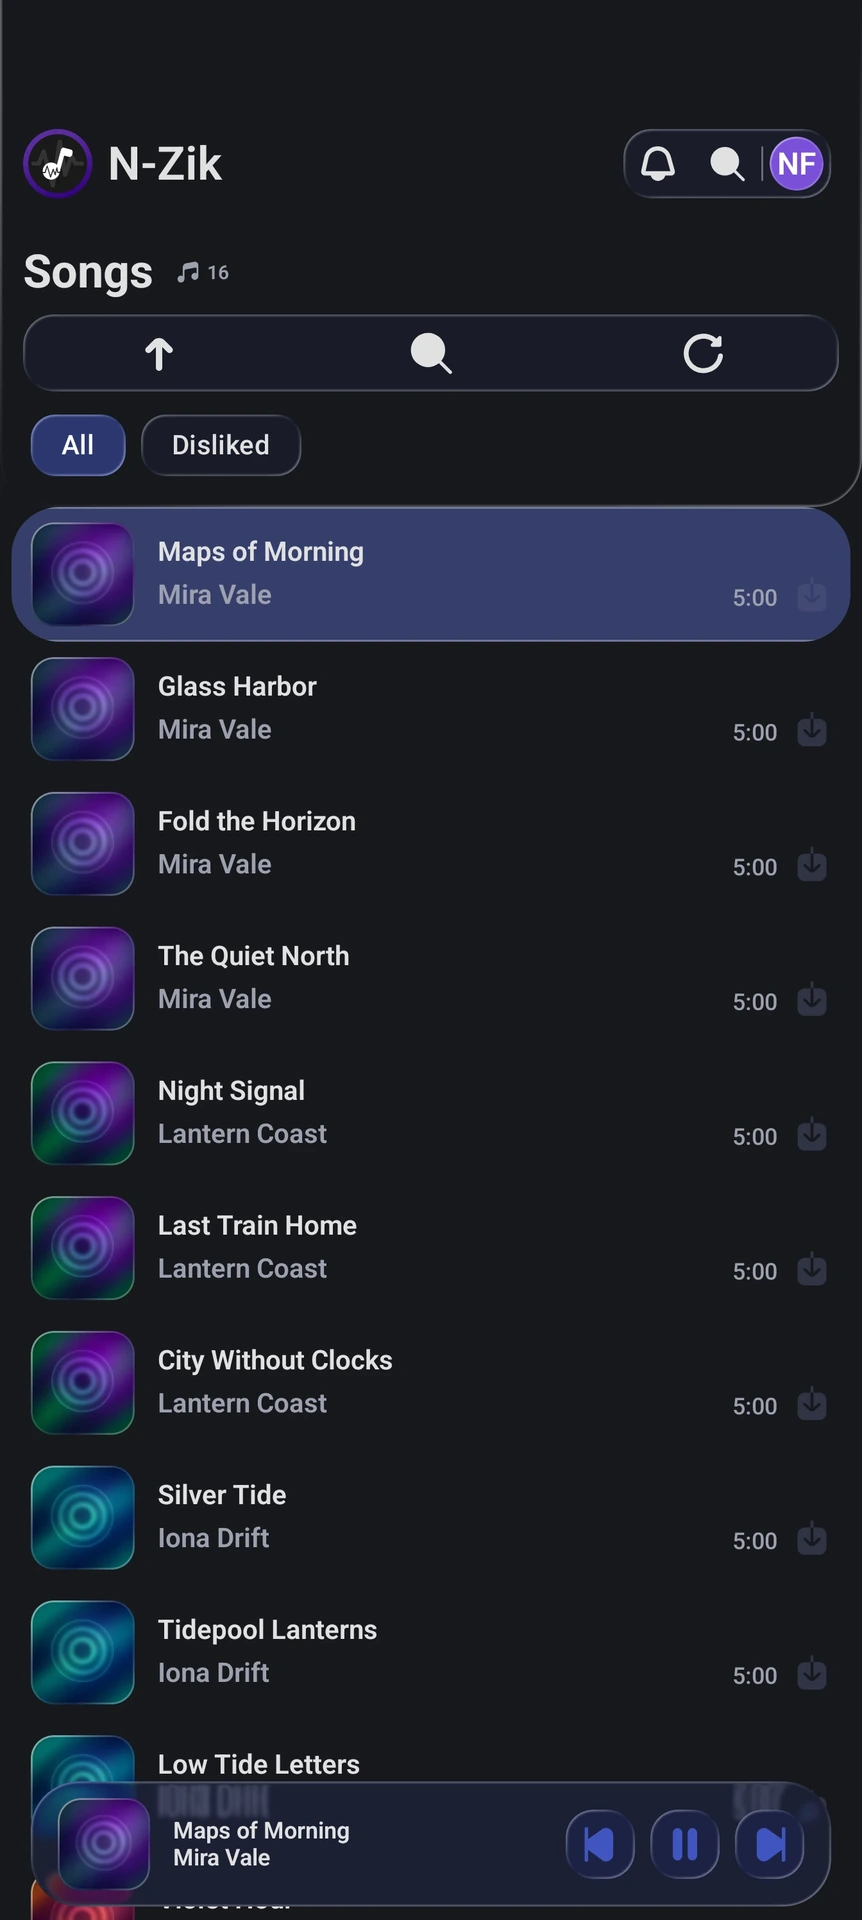 N-Zik
NF
Songs
16
All
Disliked
Maps of Morning
Mira Vale
5:00
Glass Harbor
Mira Vale
5:00
Fold the Horizon
Mira Vale
5:00
The Quiet North
Mira Vale
5:00
Night Signal
Lantern Coast
5:00
Last Train Home
Lantern Coast
5:00
City Without Clocks
Lantern Coast
5:00
Silver Tide
Iona Drift
5:00
Tidepool Lanterns
Iona Drift
5:00
Low Tide Letters
Maps of Morning
Mira Vale